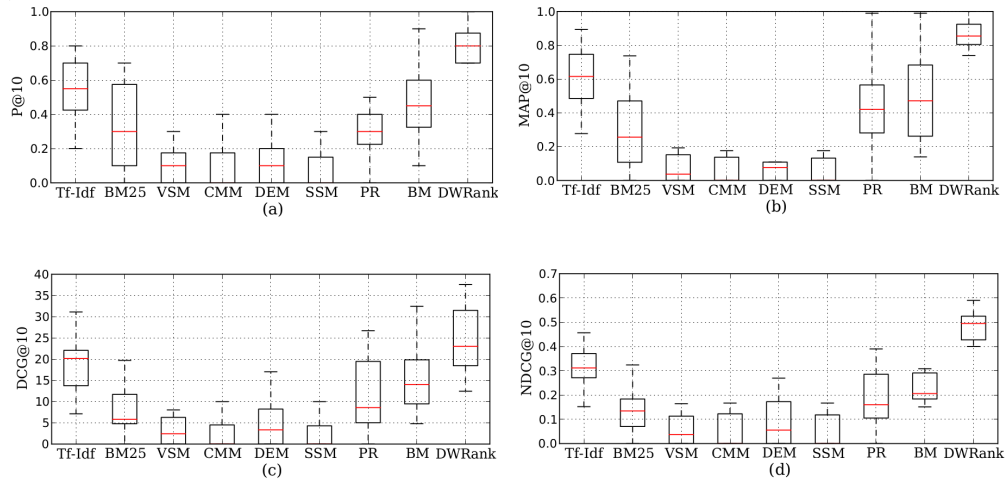 1.0
0.8
0.6
0.4
0.2
0.0
P@10
Tf-Idf BM25 VSM CMM DEM SSM PR BM DWRank
(a)
1.0
0.8
0.6
0.4
0.2
0.0
MAP@10
Tf-Idf BM25 VSM CMM DEM SSM PR BM DWRank
(b)
40
35
30
25
20
15
10
5
0
DCG@10
Tf-Idf BM25 VSM CMM DEM SSM PR BM DWRank
(c)
0.7
0.6
0.5
0.4
0.3
0.2
0.1
0.0
NDCG@10
Tf-Idf BM25 VSM CMM DEM SSM PR BM DWRank
(d)